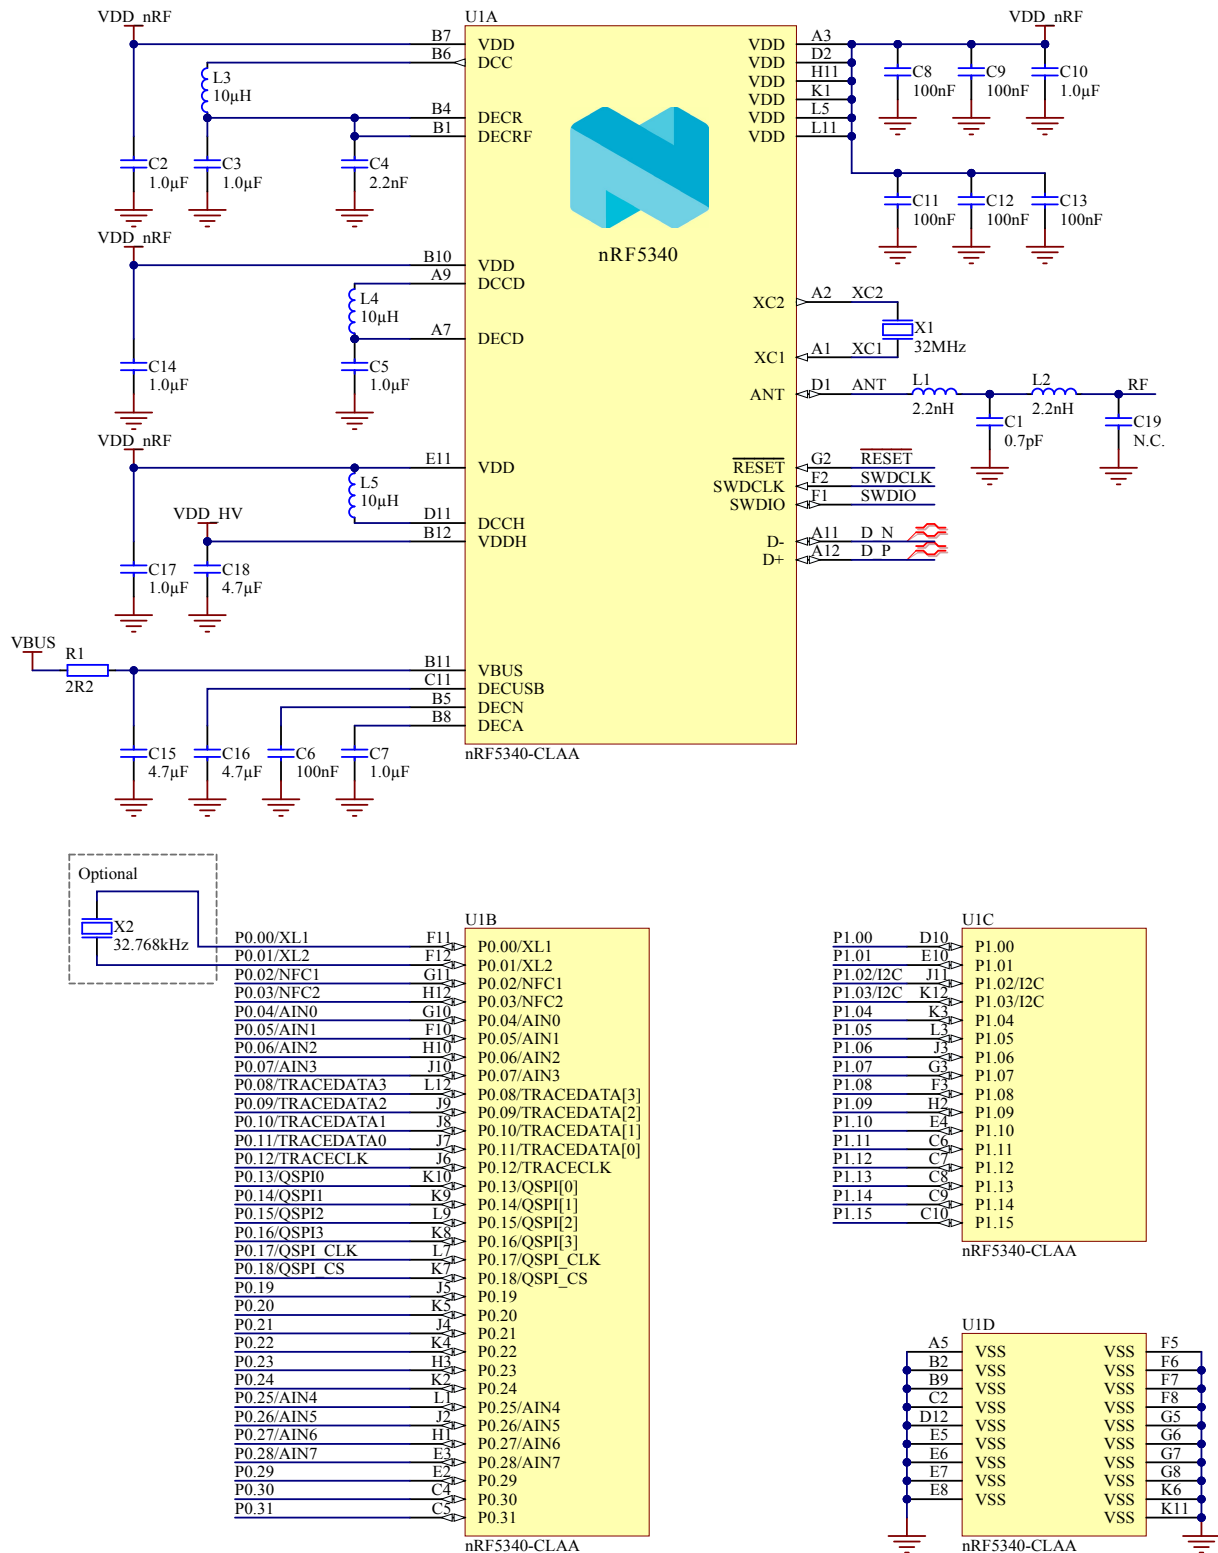 VDD_nRF
U1A
VDD_nRF
B7 VDD
B6 DCC
L3
10µH
B4 DECR
B1 DECRF
C2
1.0µF
C3
1.0µF
C4
2.2nF
VDD A3
VDD D2
VDD H11
VDD K1
VDD L5
VDD L11
C8
100nF
C9
100nF
C10
1.0µF
C11
100nF
C12
100nF
C13
100nF
nRF5340
VDD_nRF
B10 VDD
A9 DCCD
L4
10µH
A7 DECD
C14
1.0µF
C5
1.0µF
XC2 A2 XC2
X1
32MHz
XC1 A1 XC1
ANT D1 ANT
L1
2.2nH
L2
2.2nH
RF
C1
0.7pF
C19
N.C.
VDD_nRF
E11 VDD
L5
10µH
VDD_HV
D11 DCCH
B12 VDDH
C17
1.0µF
C18
4.7µF
RESET G2 RESET
SWDCLK F2 SWDCLK
SWDIO F1 SWDIO
D- A11 D_N
D+ A12 D_P
VBUS
R1
2R2
B11 VBUS
C11 DECUSB
B5 DECN
B8 DECA
C15
4.7µF
C16
4.7µF
C6
100nF
C7
1.0µF
nRF5340-CLAA
Optional
X2
32.768kHz
U1B
P0.00/XL1 F11 P0.00/XL1
P0.01/XL2 F12 P0.01/XL2
P0.02/NFC1 G11 P0.02/NFC1
P0.03/NFC2 H12 P0.03/NFC2
P0.04/AIN0 G10 P0.04/AIN0
P0.05/AIN1 F10 P0.05/AIN1
P0.06/AIN2 H10 P0.06/AIN2
P0.07/AIN3 J10 P0.07/AIN3
P0.08/TRACEDATA3 L12 P0.08/TRACEDATA[3]
P0.09/TRACEDATA2 J9 P0.09/TRACEDATA[2]
P0.10/TRACEDATA1 J8 P0.10/TRACEDATA[1]
P0.11/TRACEDATA0 J7 P0.11/TRACEDATA[0]
P0.12/TRACECLK J6 P0.12/TRACECLK
P0.13/QSPI0 K10 P0.13/QSPI[0]
P0.14/QSPI1 K9 P0.14/QSPI[1]
P0.15/QSPI2 L9 P0.15/QSPI[2]
P0.16/QSPI3 K8 P0.16/QSPI[3]
P0.17/QSPI_CLK L7 P0.17/QSPI_CLK
P0.18/QSPI_CS K7 P0.18/QSPI_CS
P0.19 J5 P0.19
P0.20 K5 P0.20
P0.21 J4 P0.21
P0.22 K4 P0.22
P0.23 H3 P0.23
P0.24 K2 P0.24
P0.25/AIN4 L1 P0.25/AIN4
P0.26/AIN5 J2 P0.26/AIN5
P0.27/AIN6 H1 P0.27/AIN6
P0.28/AIN7 E3 P0.28/AIN7
P0.29 E2 P0.29
P0.30 C4 P0.30
P0.31 C5 P0.31
nRF5340-CLAA
U1C
P1.00 D10 P1.00
P1.01 E10 P1.01
P1.02/I2C J11 P1.02/I2C
P1.03/I2C K12 P1.03/I2C
P1.04 K3 P1.04
P1.05 L3 P1.05
P1.06 J3 P1.06
P1.07 G3 P1.07
P1.08 F3 P1.08
P1.09 H2 P1.09
P1.10 E4 P1.10
P1.11 C6 P1.11
P1.12 C7 P1.12
P1.13 C8 P1.13
P1.14 C9 P1.14
P1.15 C10 P1.15
nRF5340-CLAA
U1D
A5 VSS VSS F5
B2 VSS VSS F6
B9 VSS VSS F7
C2 VSS VSS F8
D12 VSS VSS G5
E5 VSS VSS G6
E6 VSS VSS G7
E7 VSS VSS G8
E8 VSS VSS K6
VSS K11
nRF5340-CLAA